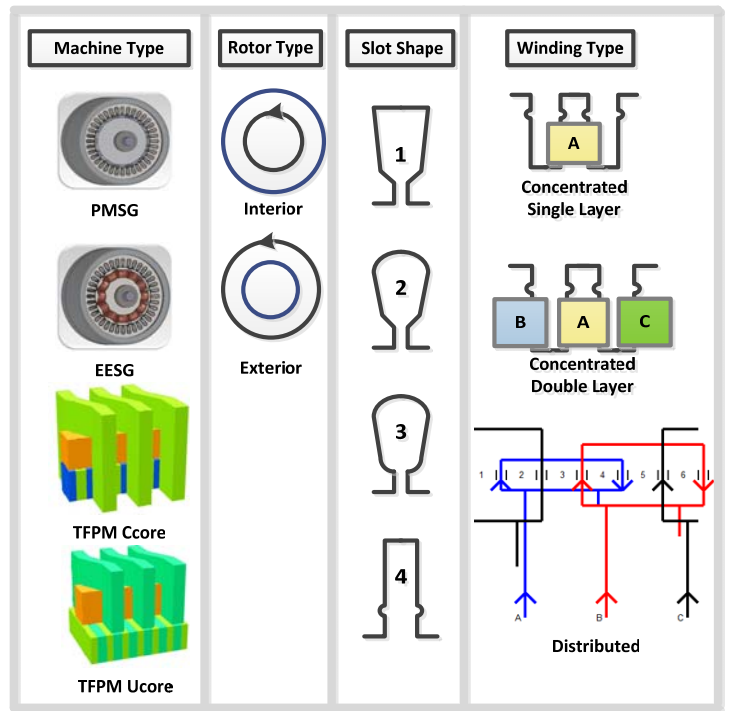 Machine Type
Rotor Type
Slot Shape
Winding Type
PMSG
EESG
TFPM Ccore
TFPM Ucore
Interior
Exterior
1
2
3
4
A
Concentrated
Single Layer
B A C
Concentrated
Double Layer
1 2 3 4 5 6
A B C
Distributed